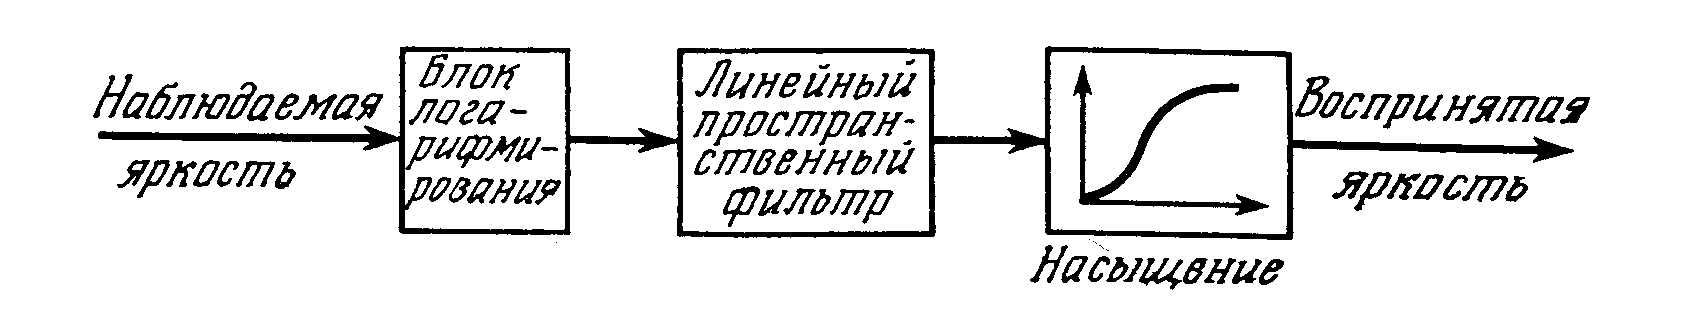 Наблюдаемая
яркость
Блок
лога-
рифми-
рования
Линейный
простран-
ственный
фильтр
Насыщение
Воспринятая
яркость